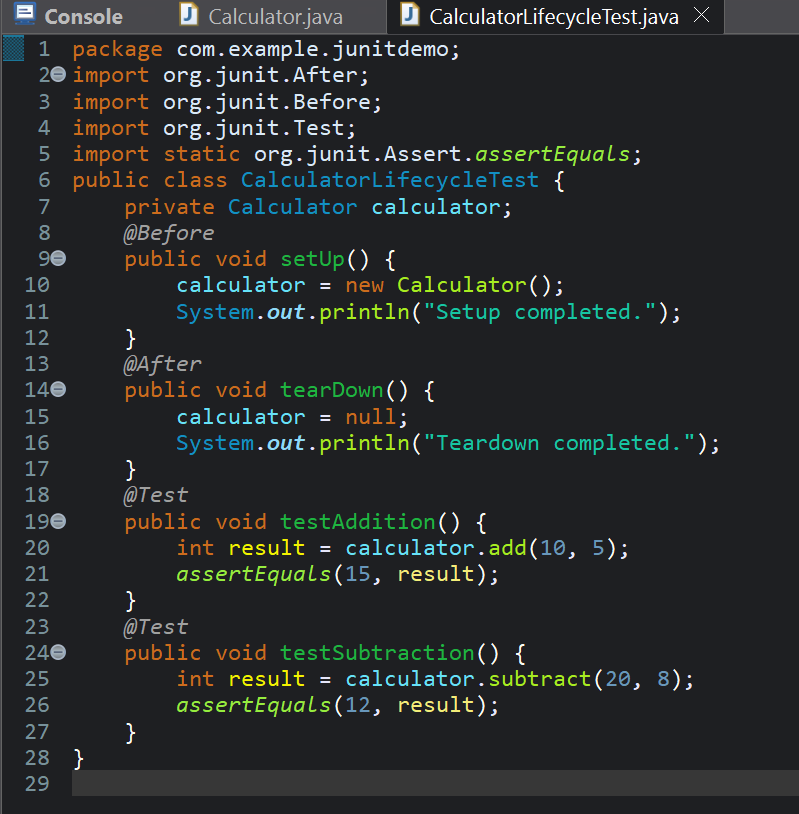 Console Calculator.java CalculatorLifecycleTest.java
1 package com.example.junitdemo;
2 import org.junit.After;
3 import org.junit.Before;
4 import org.junit.Test;
5 import static org.junit.Assert.assertEquals;
6 public class CalculatorLifecycleTest {
7     private Calculator calculator;
8     @Before
9     public void setUp() {
10         calculator = new Calculator();
11         System.out.println("Setup completed.");
12     }
13     @After
14     public void tearDown() {
15         calculator = null;
16         System.out.println("Teardown completed.");
17     }
18     @Test
19     public void testAddition() {
20         int result = calculator.add(10, 5);
21         assertEquals(15, result);
22     }
23     @Test
24     public void testSubtraction() {
25         int result = calculator.subtract(20, 8);
26         assertEquals(12, result);
27     }
28 }
29